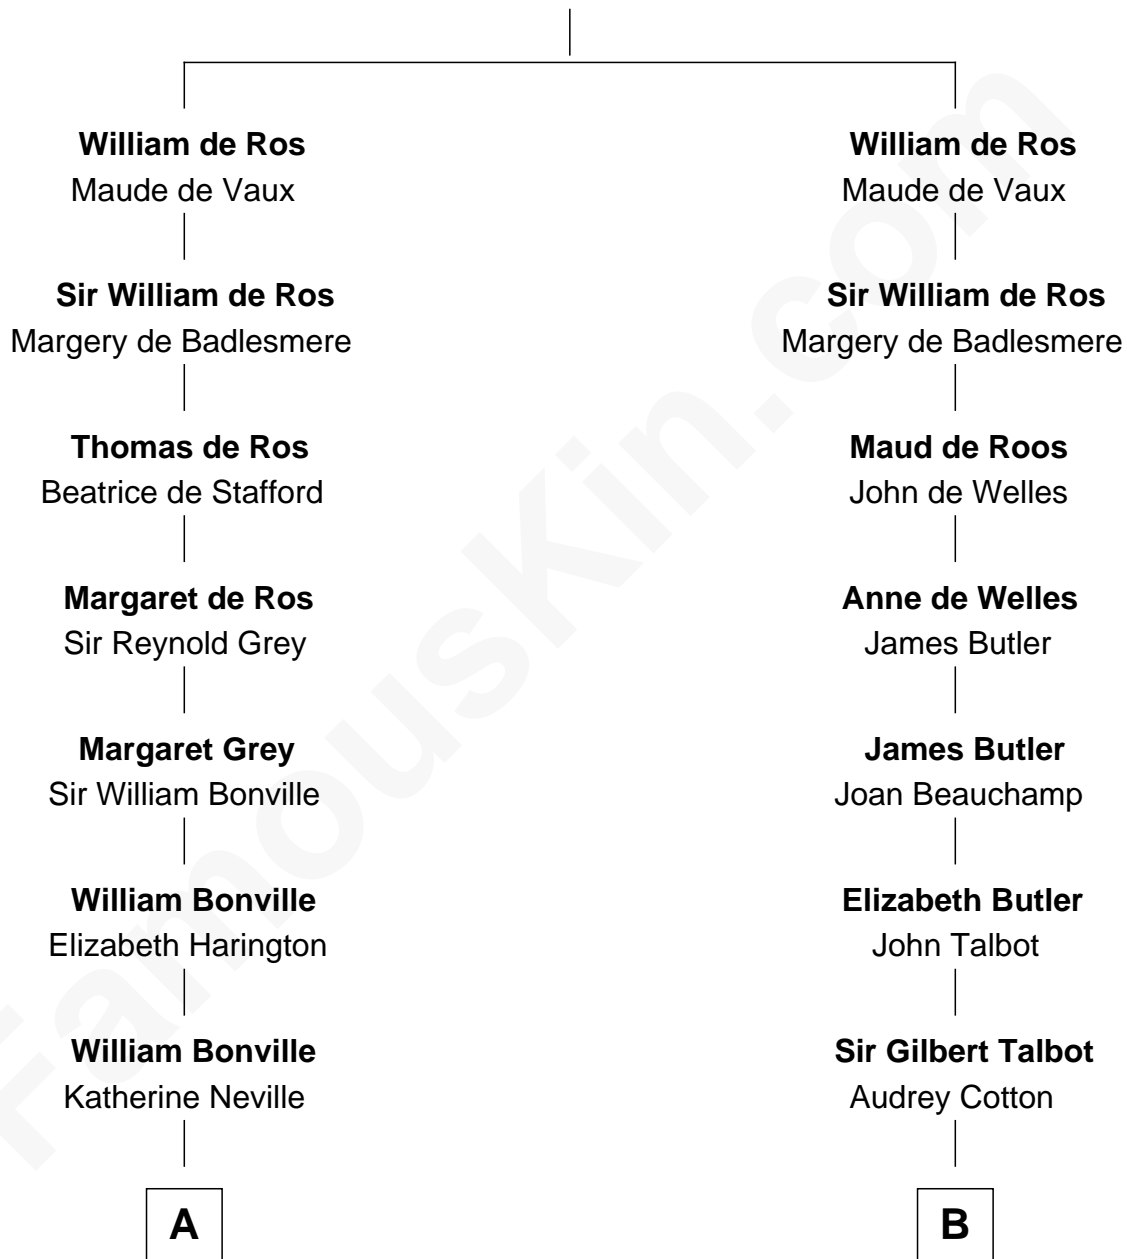 William de Ros
Maude de Vaux
Sir William de Ros
Margery de Badlesmere
Thomas de Ros
Beatrice de Stafford
Margaret de Ros
Sir Reynold Grey
Margaret Grey
Sir William Bonville
William Bonville
Elizabeth Harington
William Bonville
Katherine Neville
A
William de Ros
Maude de Vaux
Sir William de Ros
Margery de Badlesmere
Maud de Roos
John de Welles
Anne de Welles
James Butler
James Butler
Joan Beauchamp
Elizabeth Butler
John Talbot
Sir Gilbert Talbot
Audrey Cotton
B
FamousKin.com